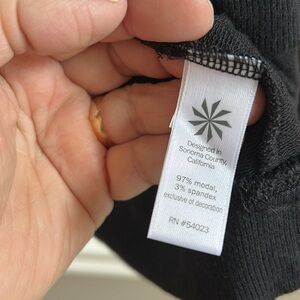 Designed in
Sonoma County,
California
97% modal,
3% spandex
exclusive of decoration
RN #54023